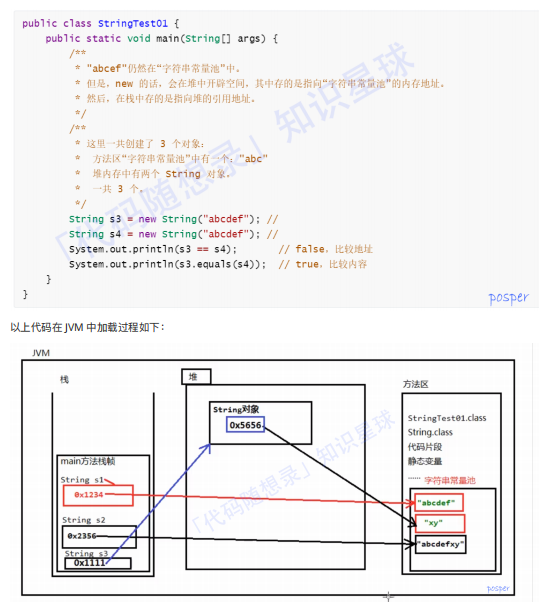 public class StringTest01 {
public static void main(String[] args) {
/**
* "abcef"仍然在“字符串常量池”中。
* 但是，new 的话，会在堆中开辟空间，其中存的是指向“字符串常量池”的内存地址。
* 然后，在栈中存的是指向堆的引用地址。
*/
/**
* 这里一共创建了 3 个对象：
* 方法区“字符串常量池”中有一个："abc"
* 堆内存中有两个 String 对象。
* 一共 3 个。
*/
String s3 = new String("abcdef"); //
String s4 = new String("abcdef"); //
System.out.println(s3 == s4); // false，比较地址
System.out.println(s3.equals(s4)); // true，比较内容
}
}
「代码随想录」知识星球
posper
以上代码在 JVM 中加载过程如下：
JVM
栈
堆
方法区
String对象
0x5656
StringTest01.class
String.class
代码片段
静态变量
...... 字符串常量池
main方法栈帧
String s1
0x1234
"abcdef"
"xy"
String s2
0x2356
"abcdefxy"
String s3
0x1111
「代码随想录」知识星球
posper